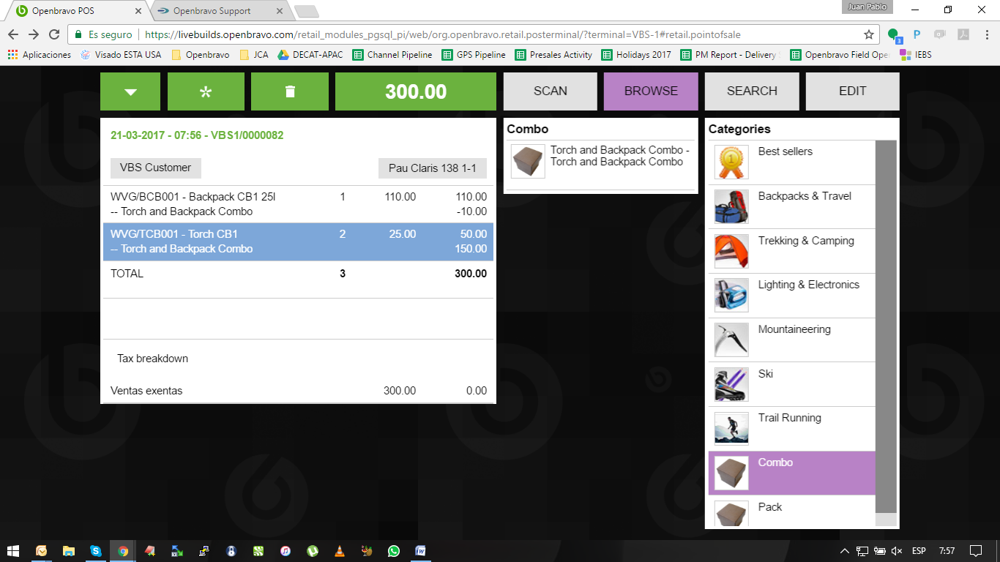 Openbravo POS
Openbravo Support
Juan Pablo
Es seguro
https://livebuilds.openbravo.com/retail_modules_pgsql_pi/web/org.openbravo.retail.posterminal/?terminal=VBS-1#retail.pointofsale
3
P
Aplicaciones
Visado ESTA USA
Openbravo
JCA
DECAT-APAC
Channel Pipeline
GPS Pipeline
Presales Activity
Holidays 2017
PM Report - Delivery
Openbravo Field Ope
IEBS
300.00
SCAN
BROWSE
SEARCH
EDIT
21-03-2017 - 07:56 - VBS1/0000082
VBS Customer
Pau Claris 138 1-1
WVG/BCB001 - Backpack CB1 25l 1 110.00 110.00
-- Torch and Backpack Combo -10.00
WVG/TCB001 - Torch CB1 2 25.00 50.00
-- Torch and Backpack Combo 150.00
TOTAL 3 300.00
Tax breakdown
Ventas exentas 300.00 0.00
Combo
Torch and Backpack Combo -
Torch and Backpack Combo
Categories
1
Best sellers
Backpacks & Travel
Trekking & Camping
Lighting & Electronics
Mountaineering
Ski
Trail Running
Combo
Pack
ESP
7:57